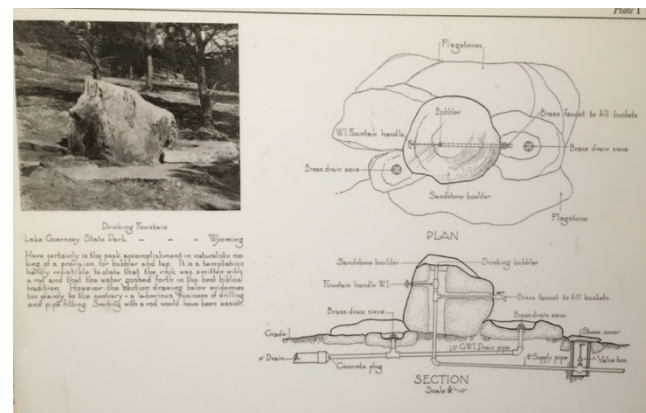 Plate I
Flagstones
Bubbler
Brass faucet to fill buckets
W.I. Fountain handle
Brass drain sieve
Brass drain sieve
Sandstone boulder
Flagstone
PLAN
Drinking Fountain
Lake Guernsey State Park - - - Wyoming
Here certainly is the peak accomplishment in naturalistic ma
king of a provision for bubbler and tap. It is a temptation
hardly resistible to state that the rock was smitten with
a rod and that the water gushed forth in the best biblical
tradition. However the section drawing below evidences
too plainly the contrary - a laborious business of drilling
and pipe fitting. Smiting with a rod would have been easier.
Sandstone boulder
Drinking bubbler
Fountain handle W.I.
Brass faucet to fill buckets
Brass drain sieve
Brass drain sieve
Grade
Stone cover
2" G.W.I. Drain pipe
Drain
Concrete plug
Supply pipe
Valve box
SECTION
Scale